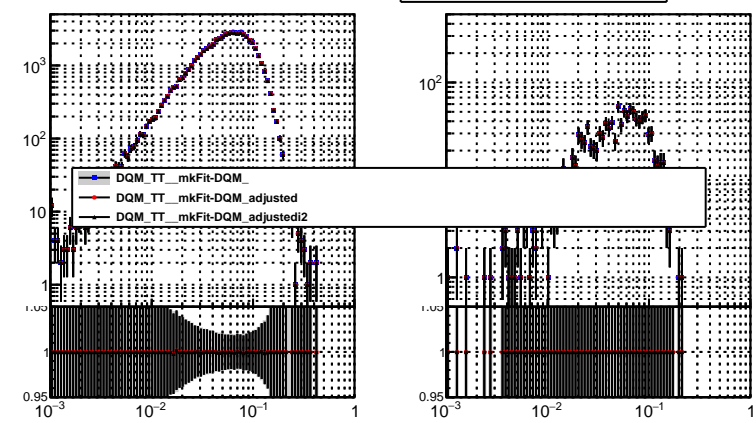 10³
10²
10
1
10²
1
DQM_TT__mkFit-DQM_
DQM_TT__mkFit-DQM_adjusted
DQM_TT__mkFit-DQM_adjustedi2
1.05
1
0.95
1.05
1
0.95
10⁻³ 10⁻² 10⁻¹ 1
10⁻³ 10⁻² 10⁻¹ 1